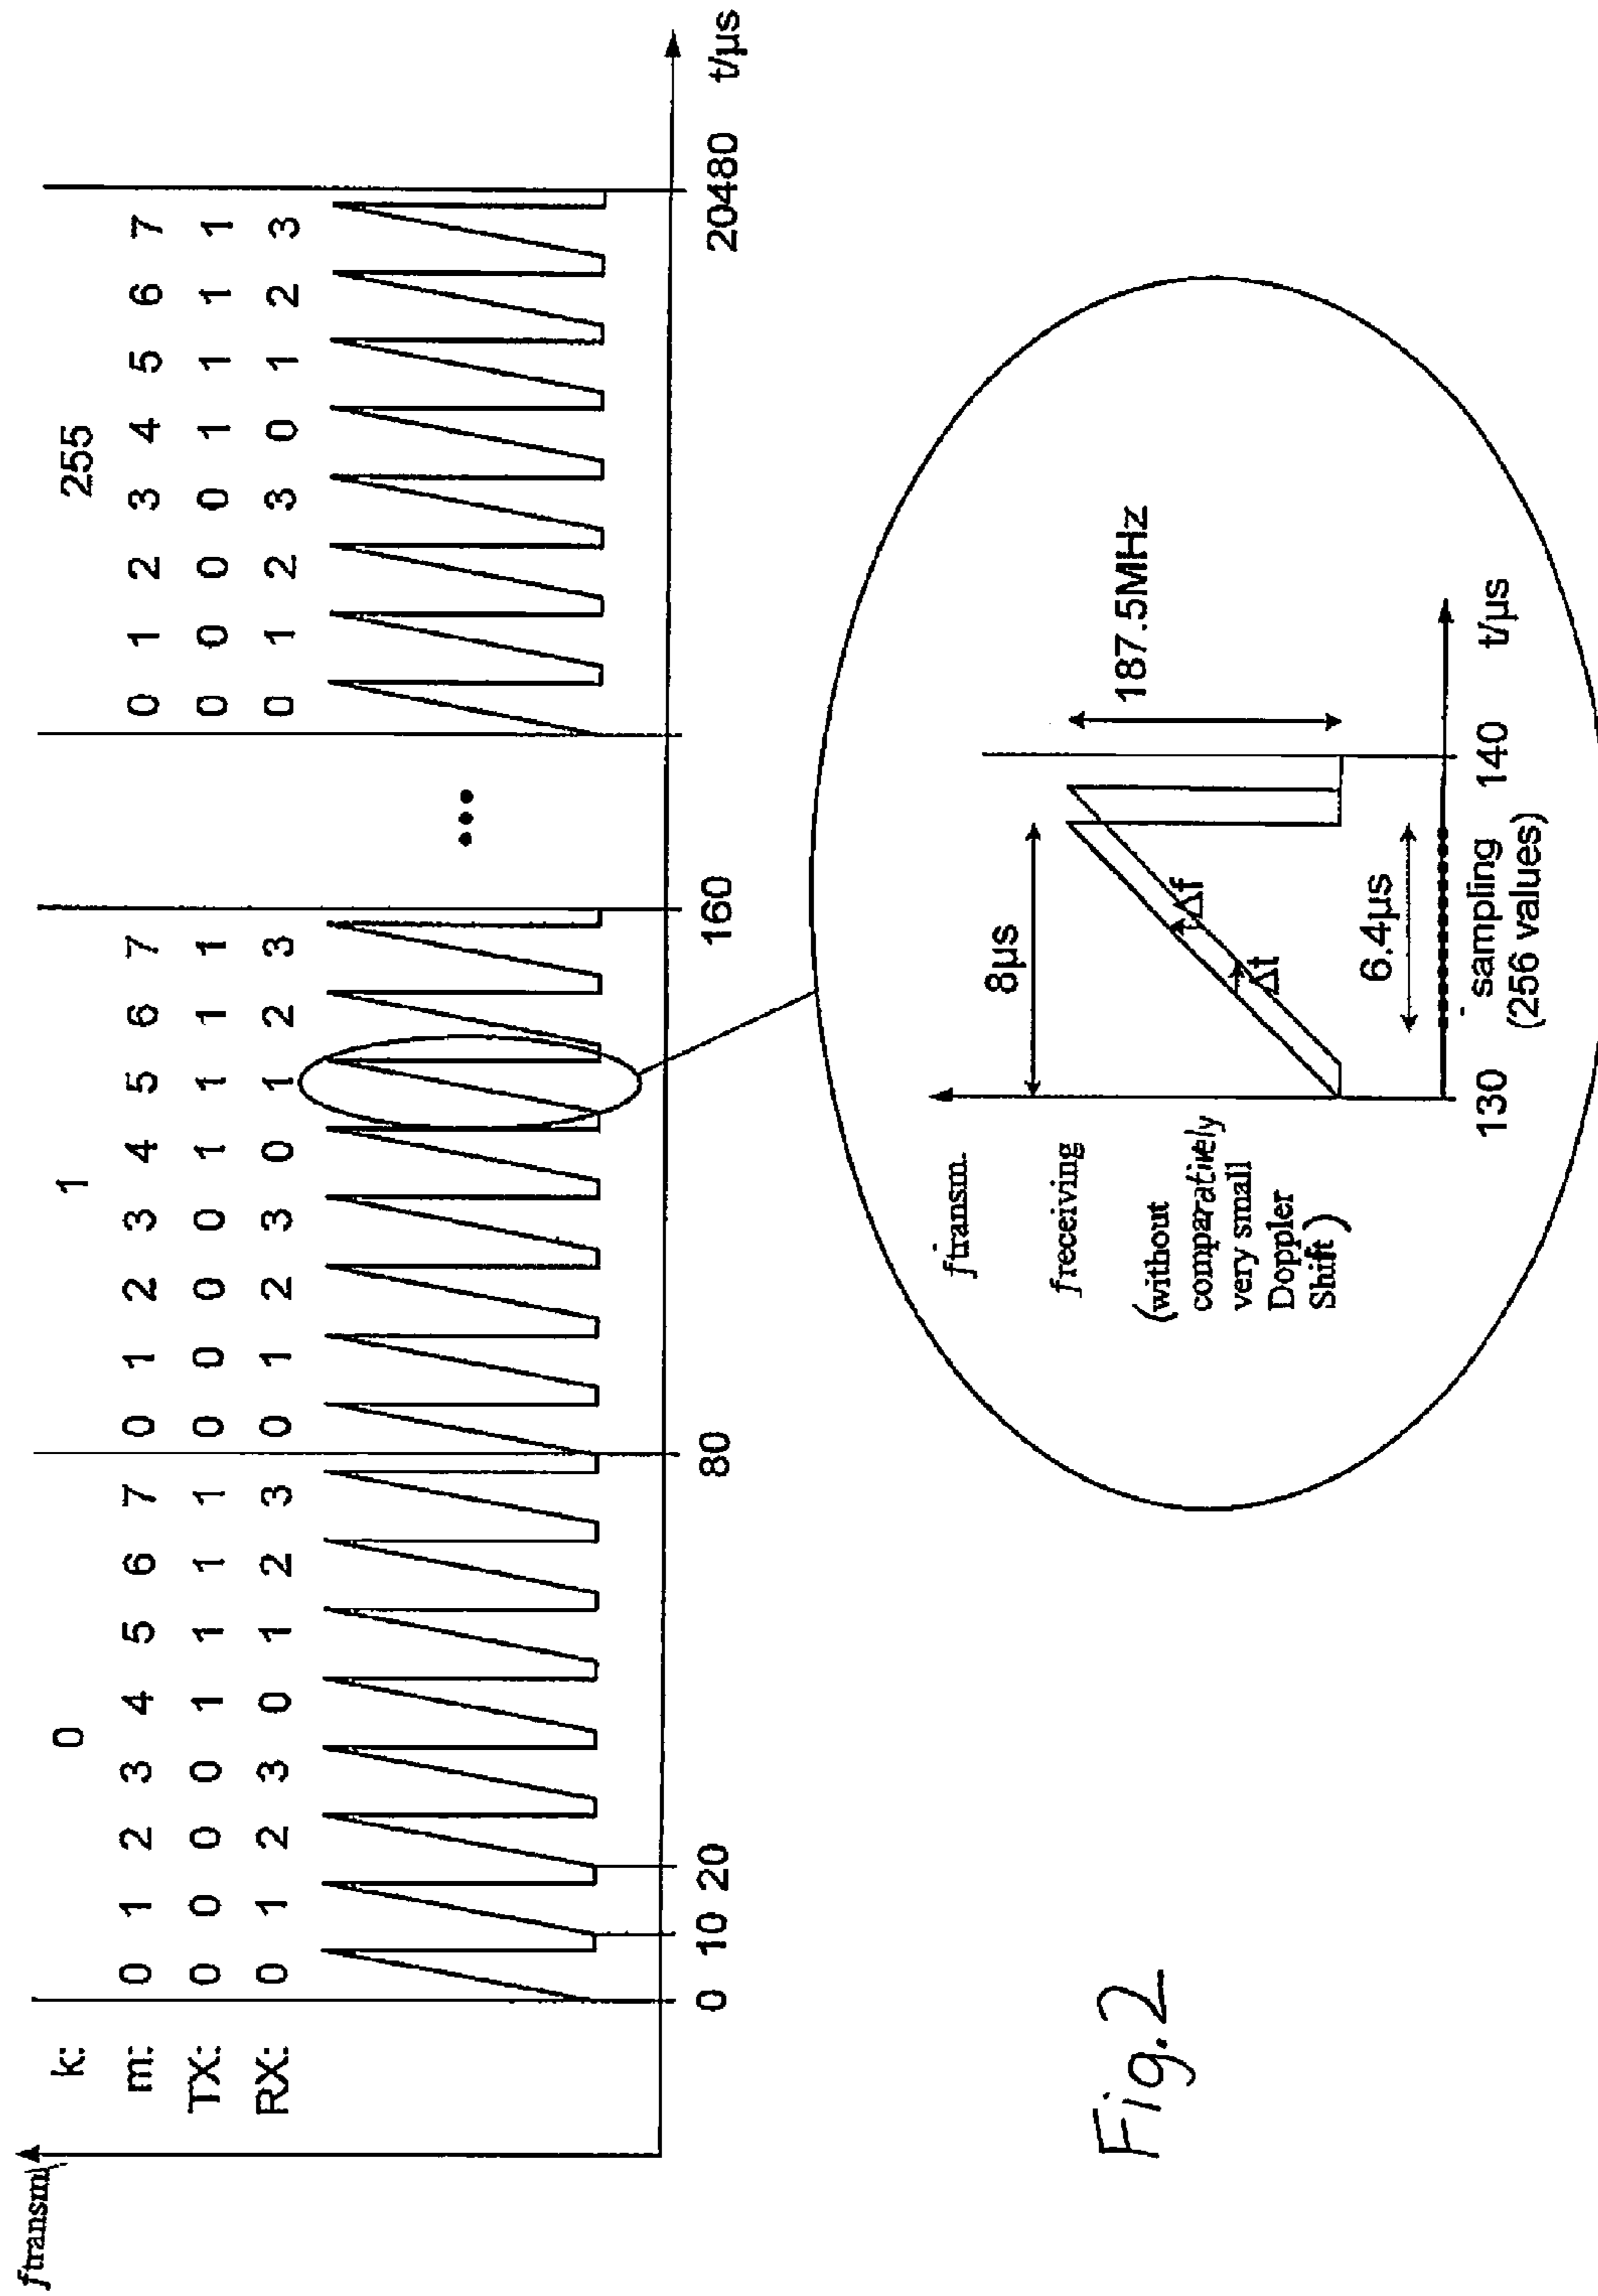 ftransm
k: 0 1 255
m: 0 1 2 3 4 5 6 7 0 1 2 3 4 5 6 7 0 1 2 3 4 5 6 7
TX: 0 0 0 0 1 1 1 1 0 0 0 0 1 1 1 1 0 0 0 0 1 1 1 1
RX: 0 1 2 3 0 1 2 3 0 1 2 3 0 1 2 3 0 1 2 3 0 1 2 3
•••
0 10 20 80 160 20480 t/µs
ftransm.
freceiving
(without
comparatively
very small
Doppler
Shift)
8µs
187.5MHz
Δf
Δt
6.4µs
130 sampling 140 t/µs
(256 values)
Fig.2